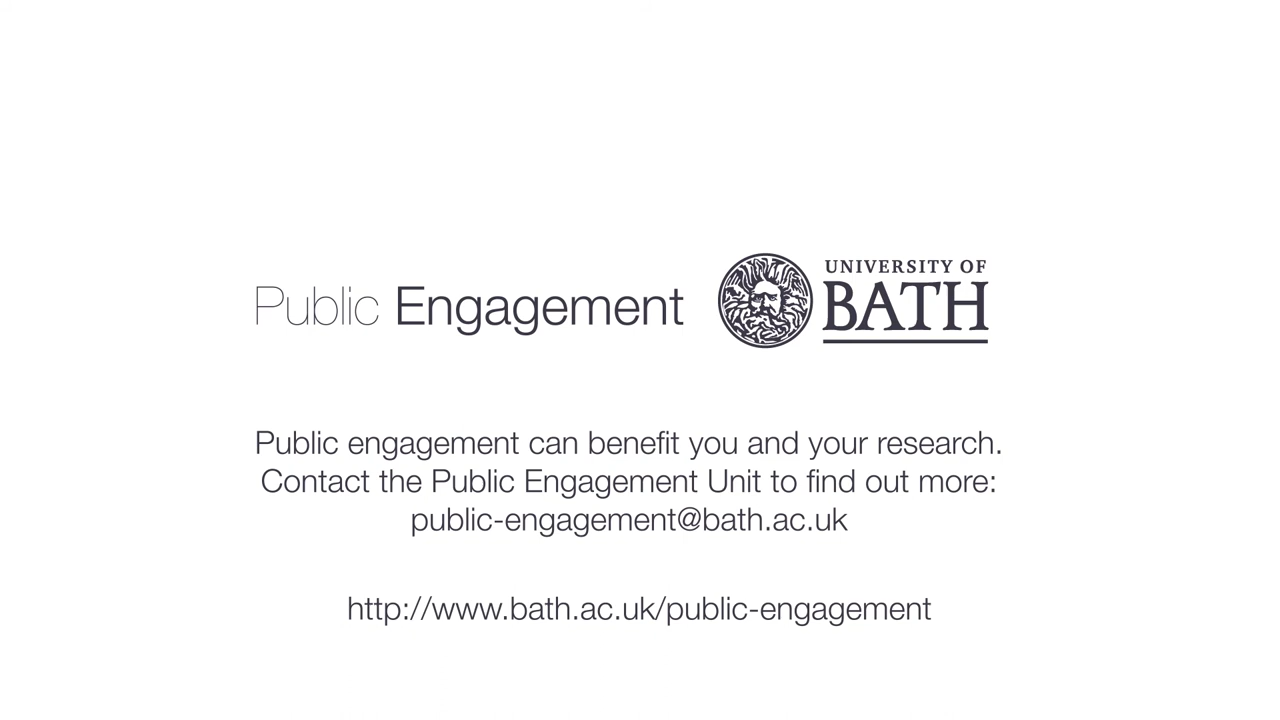 Public Engagement
UNIVERSITY OF
BATH
Public engagement can benefit you and your research.
Contact the Public Engagement Unit to find out more:
public-engagement@bath.ac.uk
http://www.bath.ac.uk/public-engagement